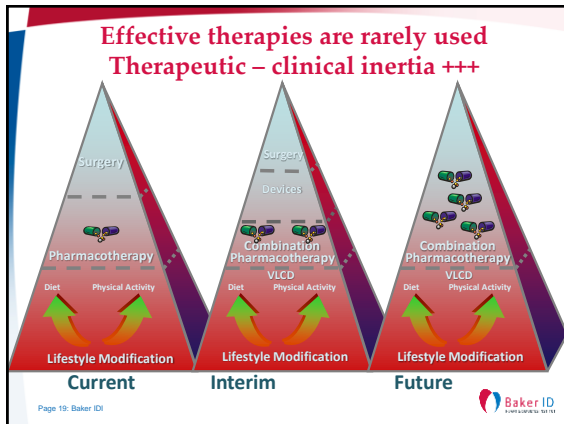 Effective therapies are rarely used
Therapeutic – clinical inertia +++
Surgery
Pharmacotherapy
Diet Physical Activity
Lifestyle Modification
Current
Surgery
Devices
Combination
Pharmacotherapy
VLCD
Diet Physical Activity
Lifestyle Modification
Interim
Combination
Pharmacotherapy
VLCD
Diet Physical Activity
Lifestyle Modification
Future
Page 19: Baker IDI
Baker ID